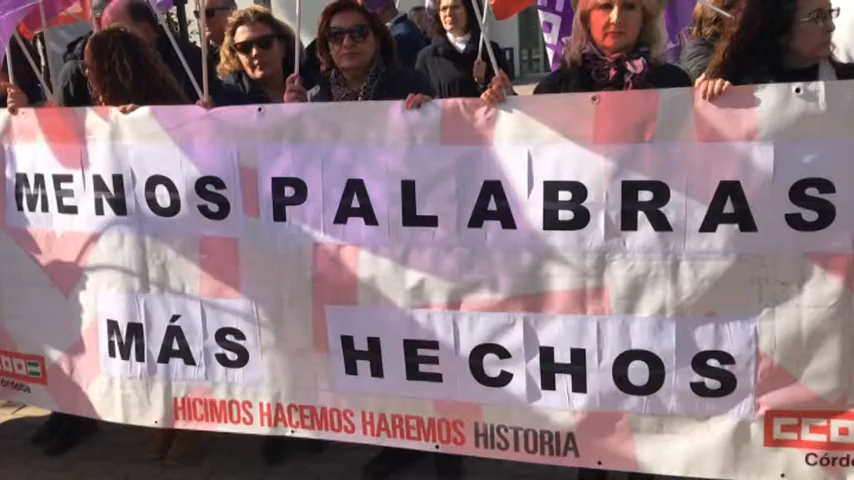 MENOS PALABRAS
MÁS HECHOS
CCOO
Córdoba
HICIMOS HACEMOS HAREMOS HISTORIA